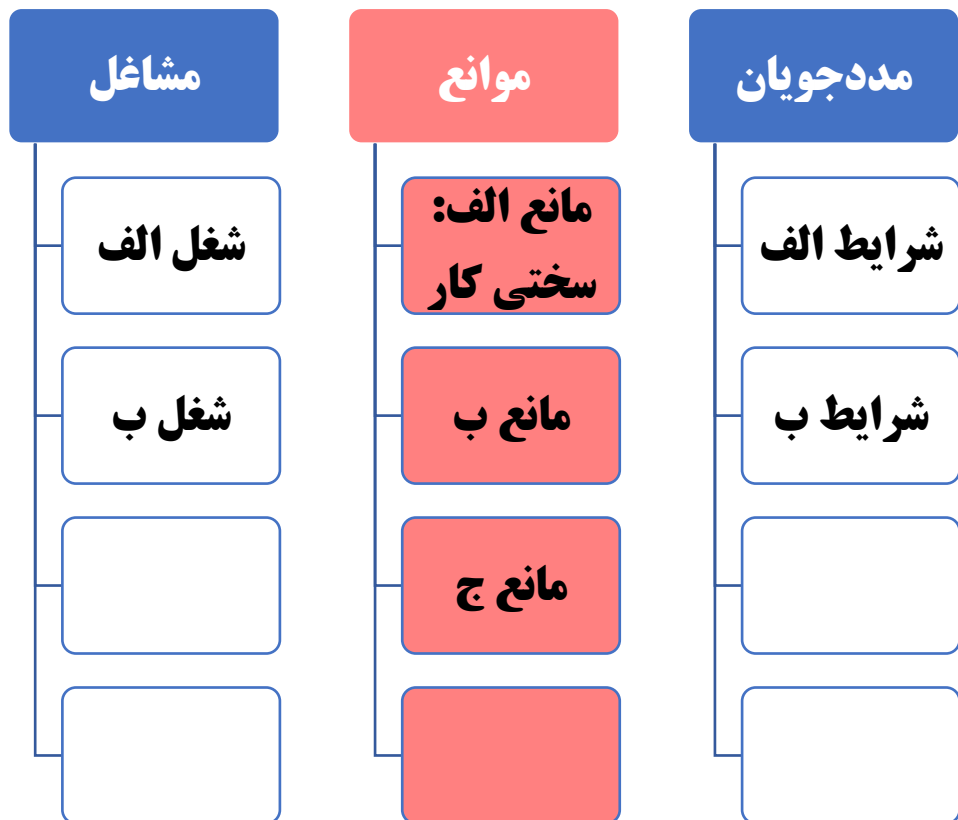 مددجویان
شرایط الف
شرایط ب
موانع
مانع الف:
سختی کار
مانع ب
مانع ج
مشاغل
شغل الف
شغل ب